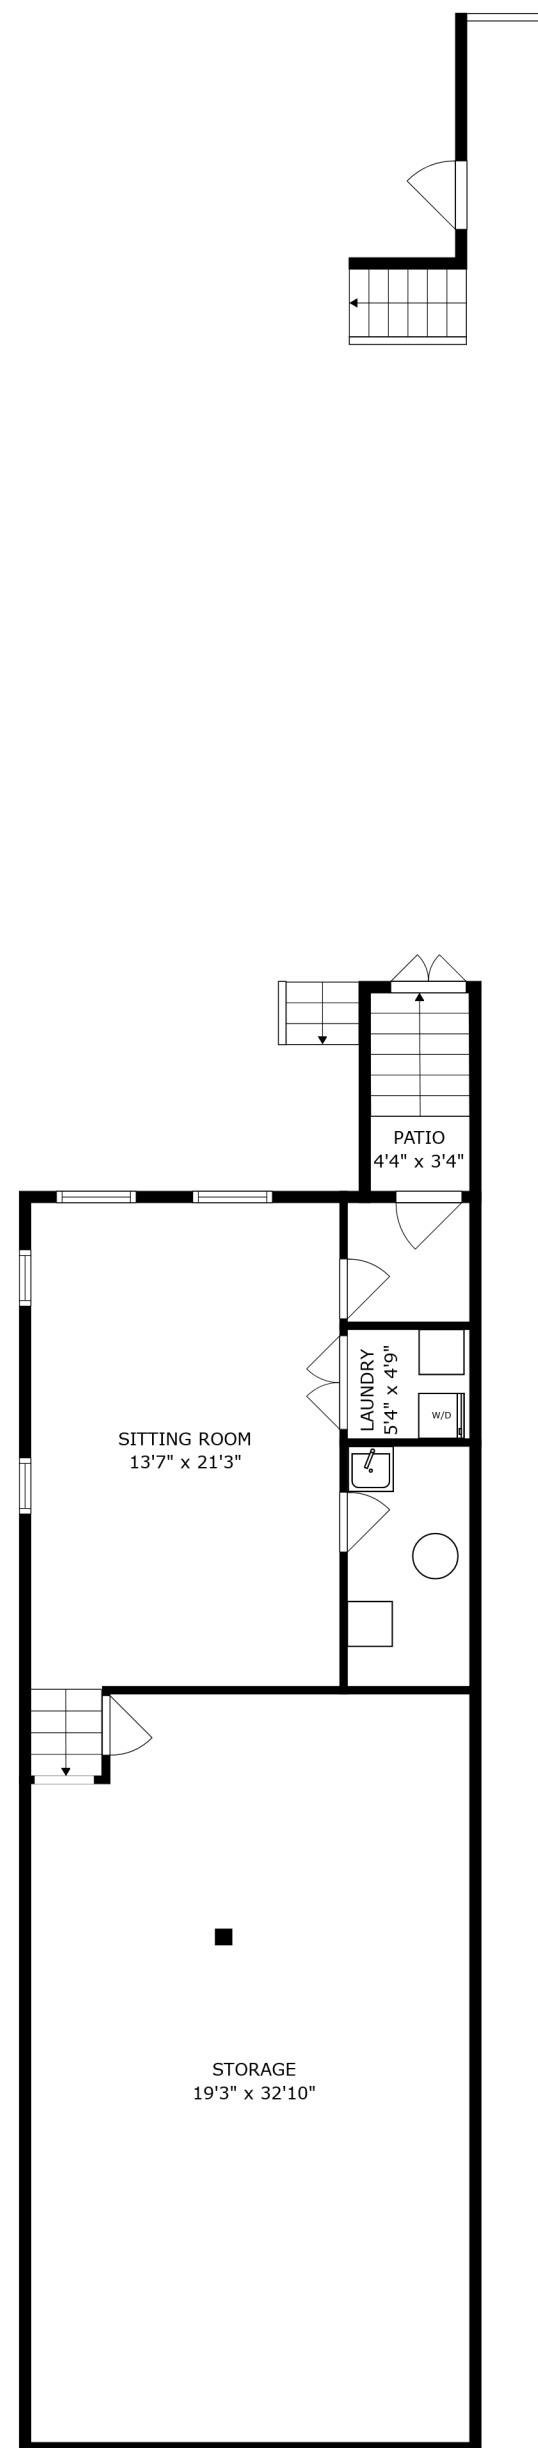 PATIO
4'4" x 3'4"
LAUNDRY
5'4" x 4'9"
W/D
SITTING ROOM
13'7" x 21'3"
STORAGE
19'3" x 32'10"